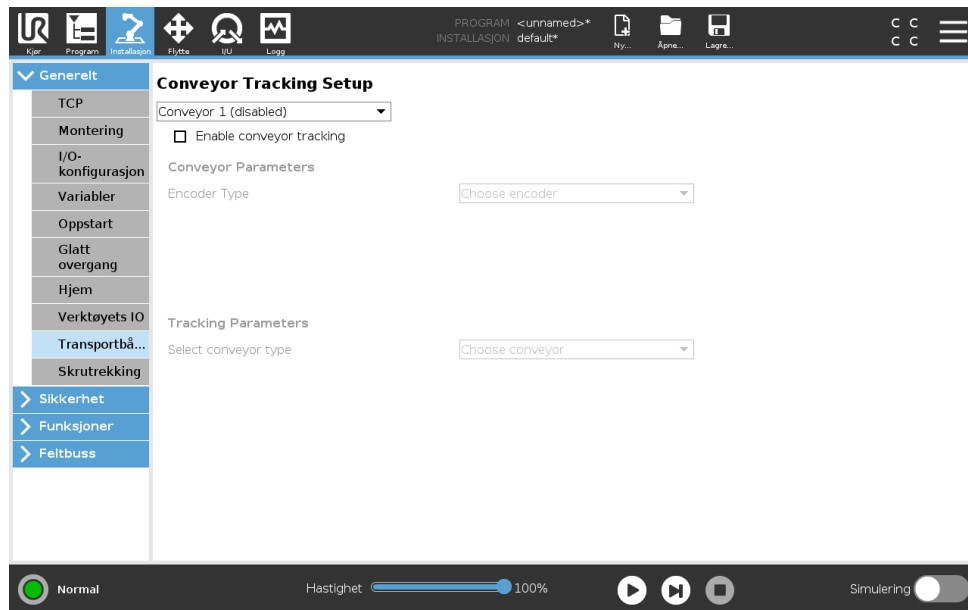 PROGRAM <unnamed>*
INSTALLASJON default*
Kjør
Program
Installasjon
Flytte
I/U
Logg
Ny...
Åpne...
Lagre...
C C
C C
Generelt
TCP
Montering
I/O-
konfigurasjon
Variabler
Oppstart
Glatt
overgang
Hjem
Verktøyets IO
Transportbå...
Skrutrekking
Sikkerhet
Funksjoner
Feltbuss
Conveyor Tracking Setup
Conveyor 1 (disabled)
Enable conveyor tracking
Conveyor Parameters
Encoder Type
Choose encoder
Tracking Parameters
Select conveyor type
Choose conveyor
Normal
Hastighet
100%
Simulering